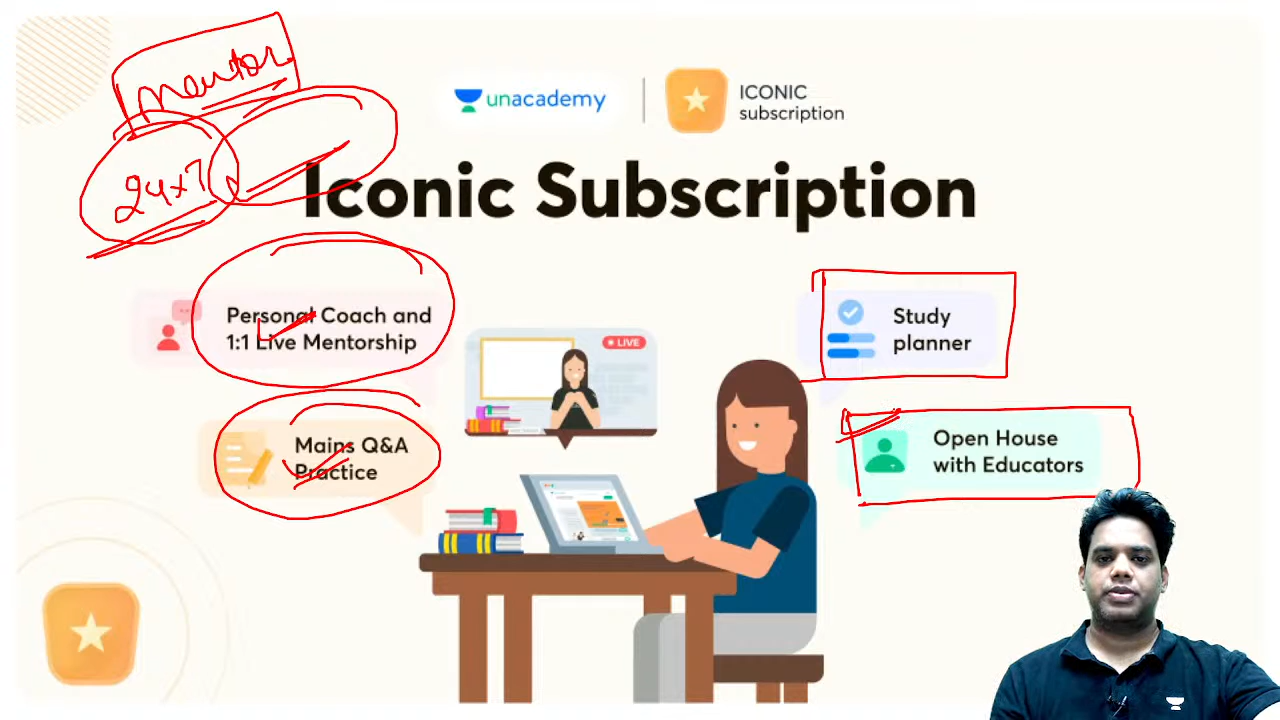 mentor
24x7
unacademy
ICONIC
subscription
Iconic Subscription
Personal Coach and
1:1 Live Mentorship
Mains Q&A
Practice
LIVE
Study
planner
Open House
with Educators